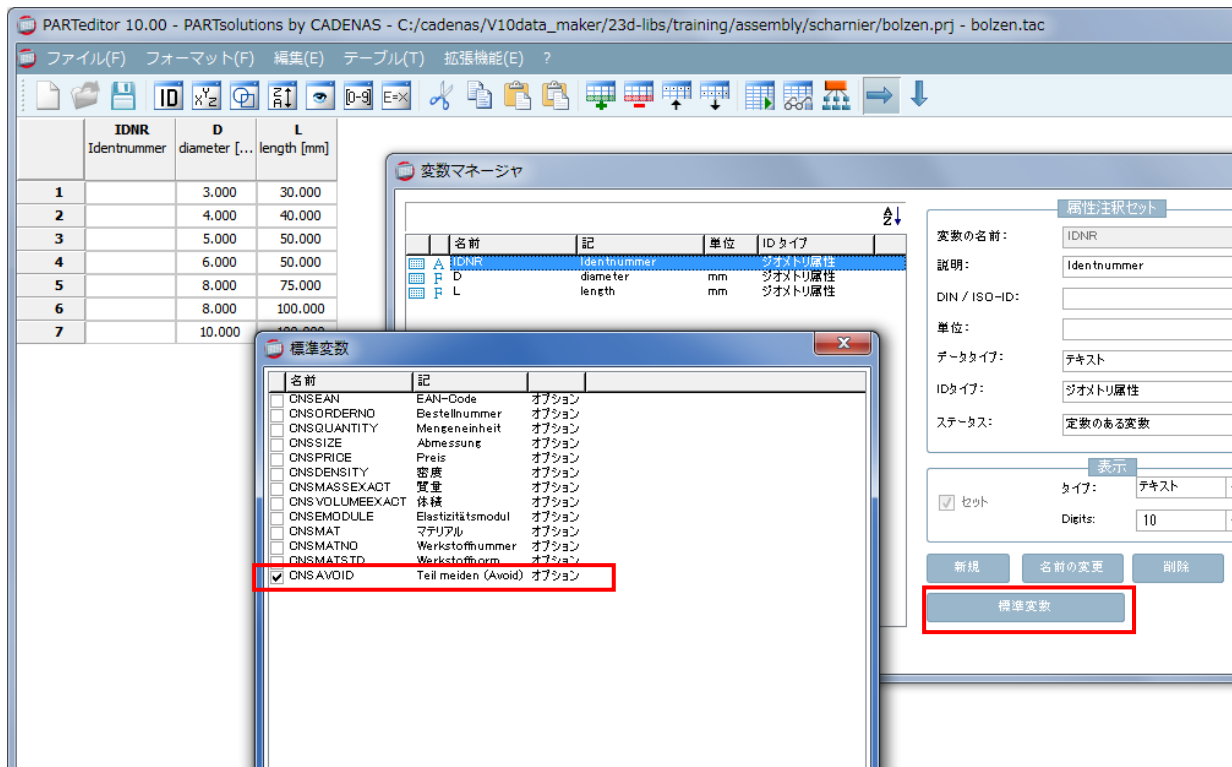 PARTeditor 10.00 - PARTsolutions by CADENAS - C:/cadenas/V10data_maker/23d-libs/training/assembly/scharnier/bolzen.prj - bolzen.tac
ファイル(F) フォーマット(F) 編集(E) テーブル(T) 拡張機能(E) ?
ID XYZ ZA [0-9] E=X
IDNR D L
Identnummer diameter [... length [mm]
1 3.000 30.000
2 4.000 40.000
3 5.000 50.000
4 6.000 50.000
5 8.000 75.000
6 8.000 100.000
7 10.000 100.000
変数マネージャ
名前 記 単位 IDタイプ
A IDNR Identnummer ジオメトリ属性
F D diameter mm ジオメトリ属性
F L length mm ジオメトリ属性
属性注釈セット
変数の名前: IDNR
説明: Identnummer
DIN / ISO-ID:
単位:
データタイプ: テキスト
IDタイプ: ジオメトリ属性
ステータス: 定数のある変数
表示
セット
タイプ: テキスト
Digits: 10
新規 名前の変更 削除
標準変数
標準変数
名前 記
CNSEAN EAN-Code オプション
CNSORDERNO Bestellnummer オプション
CNSQUANTITY Mengeneinheit オプション
CNSSIZE Abmessung オプション
CNSPRICE Preis オプション
CNSDENSITY 密度 オプション
CNSMASSEXACT 質量 オプション
CNSVOLUMEEXACT 体積 オプション
CNSEMODULE Elastizitätsmodul オプション
CNSMAT マテリアル オプション
CNSMATNO Werkstoffnummer オプション
CNSMATSTD Werkstoffnorm オプション
CNSAVOID Teil meiden (Avoid) オプション